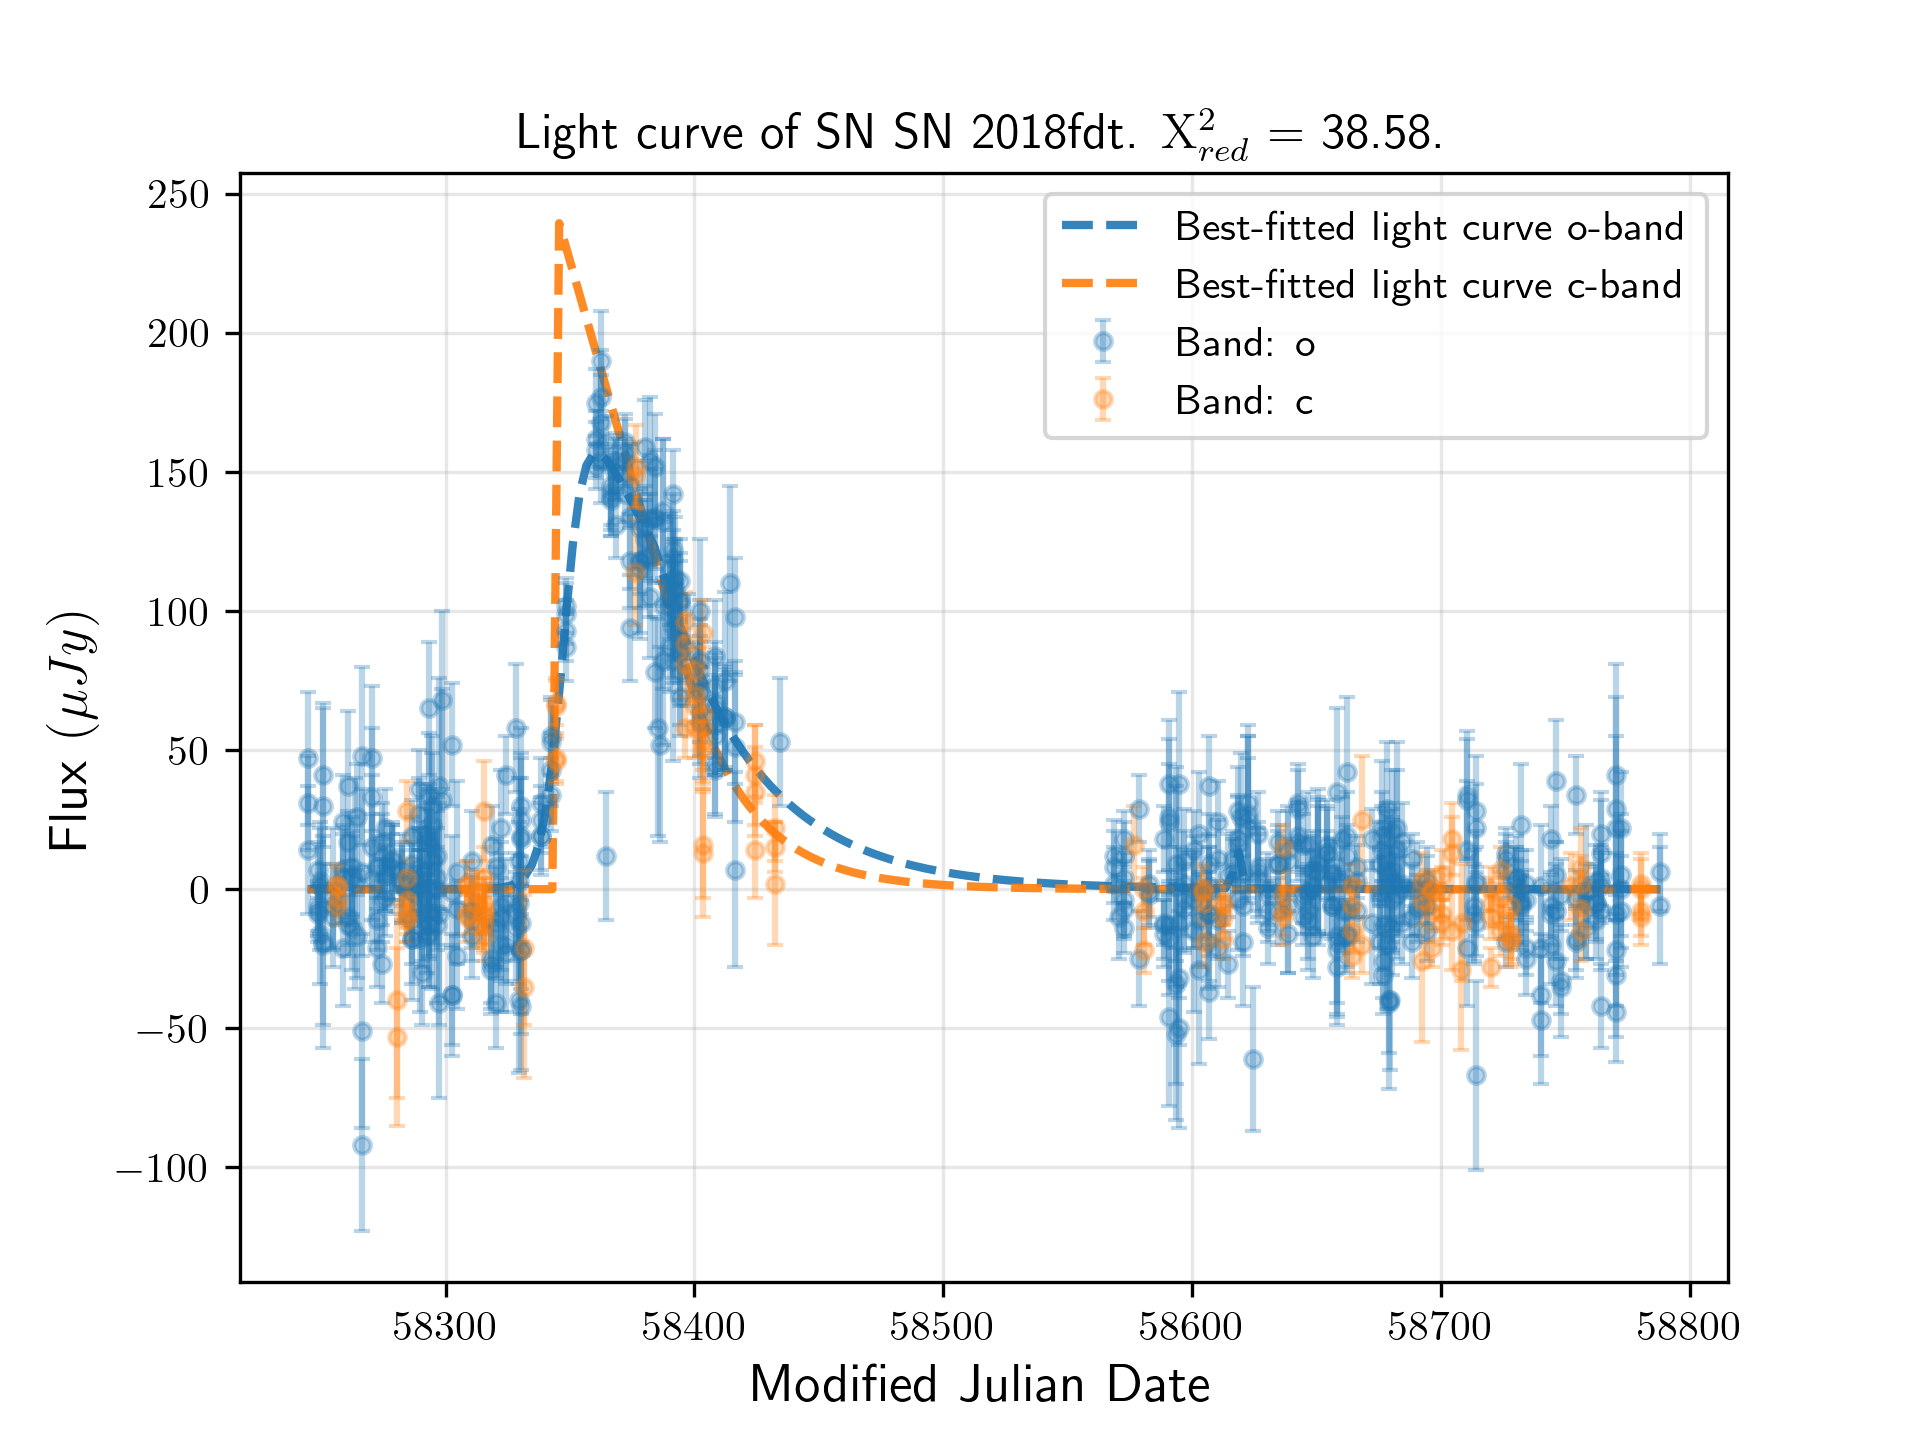 Light curve of SN SN 2018fdt. X²_red = 38.58.
250
200
150
100
50
0
−50
−100
Flux (μJy)
Best-fitted light curve o-band
Best-fitted light curve c-band
Band: o
Band: c
58300 58400 58500 58600 58700 58800
Modified Julian Date